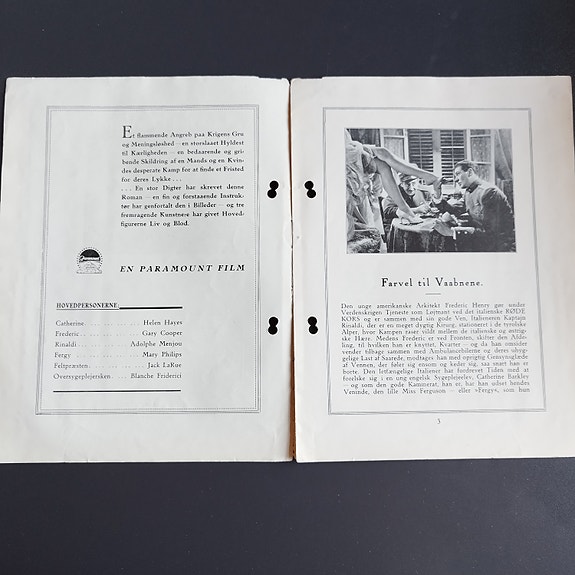 Et flammende Angreb paa Krigens Gru
og Meningsløshed — en storslaaet Hyldest
til Kærligheden — en bedaarende og gri-
bende Skildring af en Mands og en Kvin-
des desperate Kamp for at finde et Fristed
for deres Lykke . . .
. . . En stor Digter har skrevet denne
Roman — en fin og forstaaende Instruk-
tør har genfortalt den i Billeder — og tre
fremragende Kunstnere har givet Hoved-
figurerne Liv og Blod.
Paramount
EN PARAMOUNT FILM
HOVEDPERSONERNE:
Catherine . . . . . . . . . . . . Helen Hayes
Frederic . . . . . . . . . . . . Gary Cooper
Rinaldi . . . . . . . . . . Adolphe Menjou
Fergy . . . . . . . . . . . . . Mary Philips
Feltpræsten . . . . . . . . . . Jack LaRue
Oversygeplejersken . . Blanche Friderici
Farvel til Vaabnene.
Den unge amerikanske Arkitekt Frederic Henry gør under
Verdenskrigen Tjeneste som Løjtnant ved det italienske RØDE
KORS og er sammen med sin gode Ven, Italieneren Kaptajn
Rinaldi, der er en meget dygtig Kirurg, stationeret i de tyrolske
Alper, hvor Kampen raser vildt mellem de italienske og østrig-
ske Hære. Medens Frederic er ved Fronten, skifter den Afde-
ling, til hvilken han er knyttet, Kvarter — og da han omsider
vender tilbage sammen med Ambulancebilerne og deres uhyg-
gelige Last af Saarede, modtages han med oprigtig Gensynsglæde
af Vennen, der føler sig ensom og keder sig, saa snart han er
borte. Den letfængelige Italiener har fordrevet Tiden med at
forelske sig i en ung engelsk Sygeplejeelev, Catherine Barkley
— og som den gode Kammerat, han er, har han udset hendes
Veninde, den lille Miss Ferguson — eller »Fergy«, som hun
3